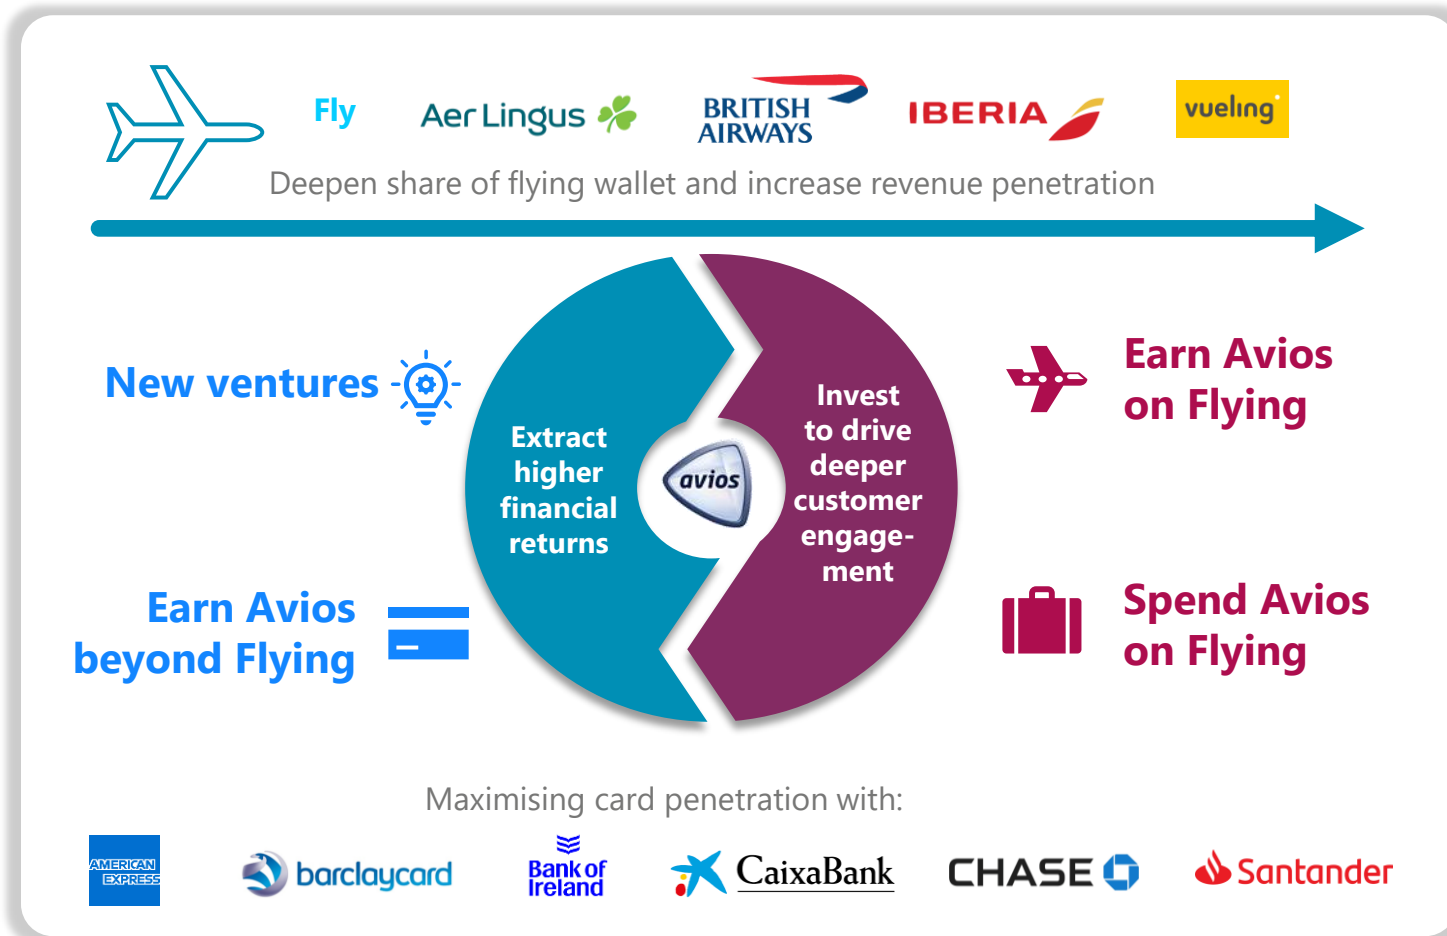 Fly
Aer Lingus
BRITISH
AIRWAYS
IBERIA
vueling
Deepen share of flying wallet and increase revenue penetration
New ventures
Extract
higher
financial
returns
avios
Invest
to drive
deeper
customer
engage-
ment
Earn Avios
on Flying
Earn Avios
beyond Flying
Spend Avios
on Flying
Maximising card penetration with:
AMERICAN
EXPRESS
barclaycard
Bank of
Ireland
CaixaBank
CHASE
Santander